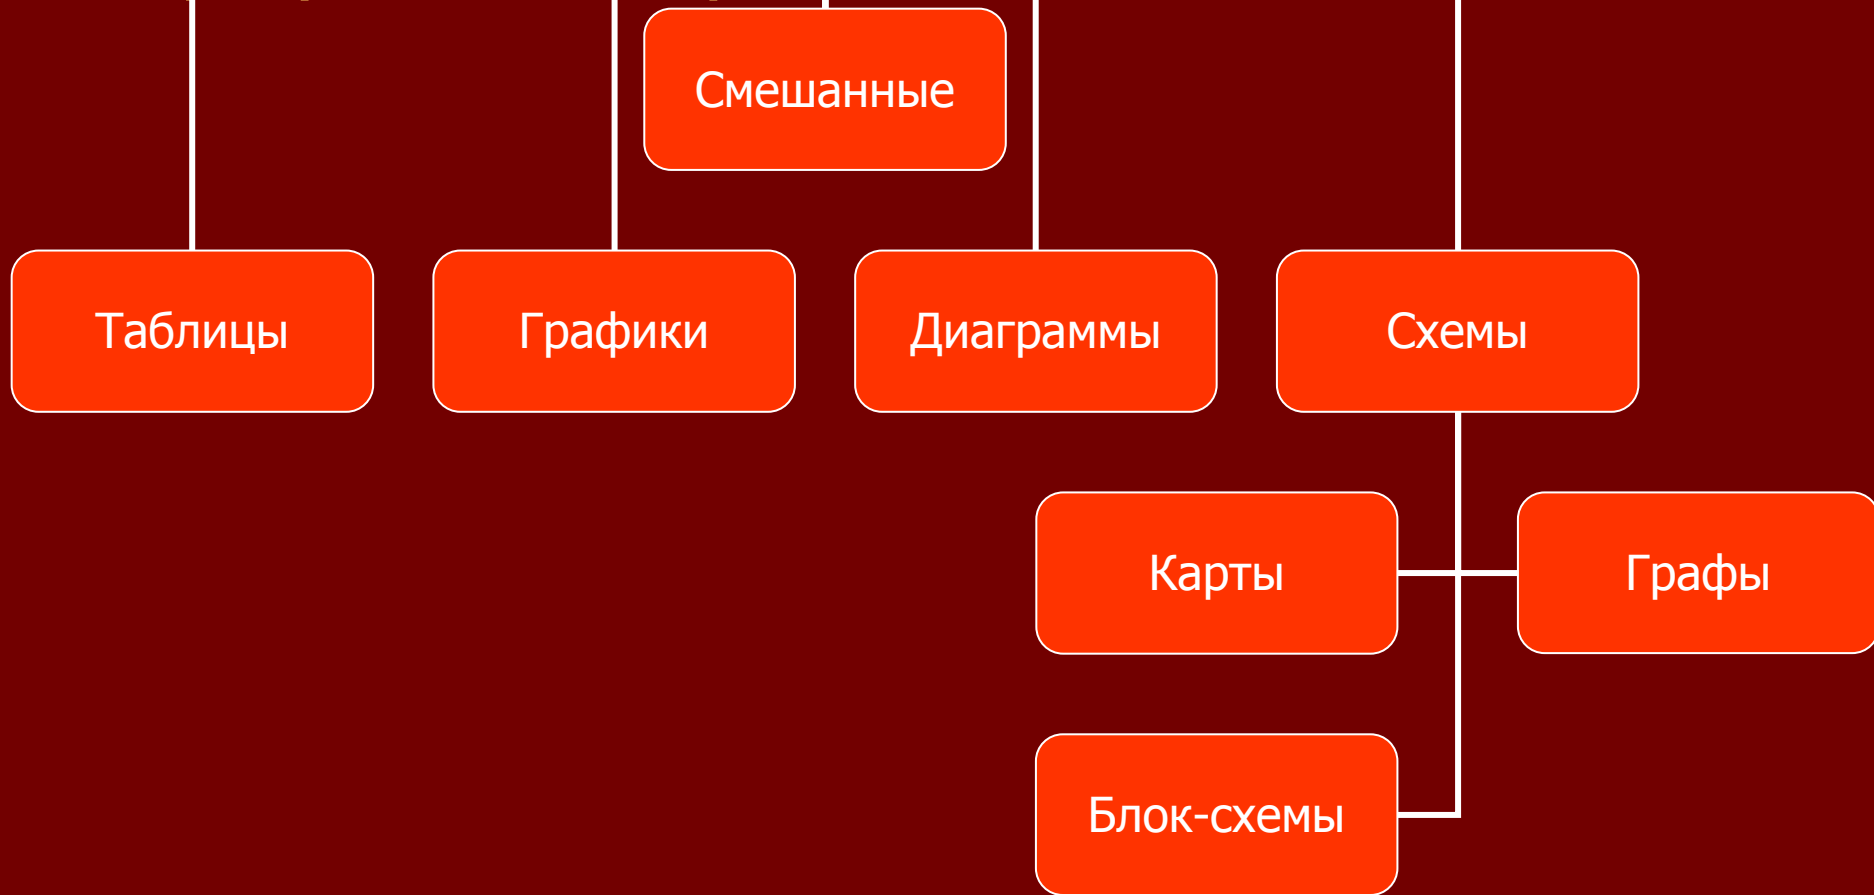 Смешанные
Таблицы
Графики
Диаграммы
Схемы
Карты
Графы
Блок-схемы